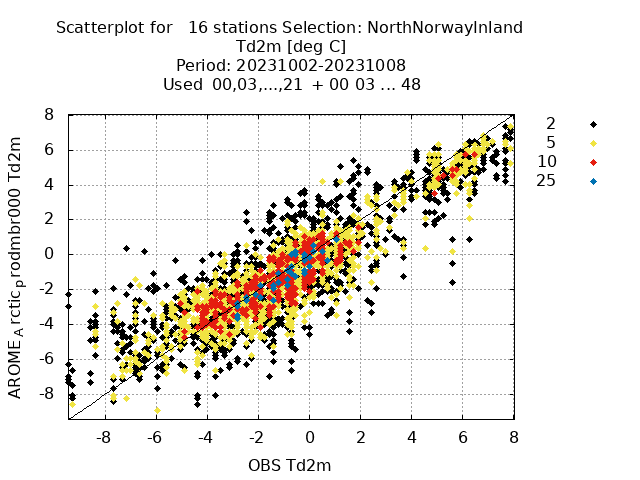 Scatterplot for 16 stations Selection: NorthNorwayInland
Td2m [deg C]
Period: 20231002-20231008
Used 00,03,...,21 + 00 03 ... 48
2
5
10
25
8
6
4
2
0
-2
-4
-6
-8
AROME_Arctic_prodmbr000 Td2m
-8 -6 -4 -2 0 2 4 6 8
OBS Td2m